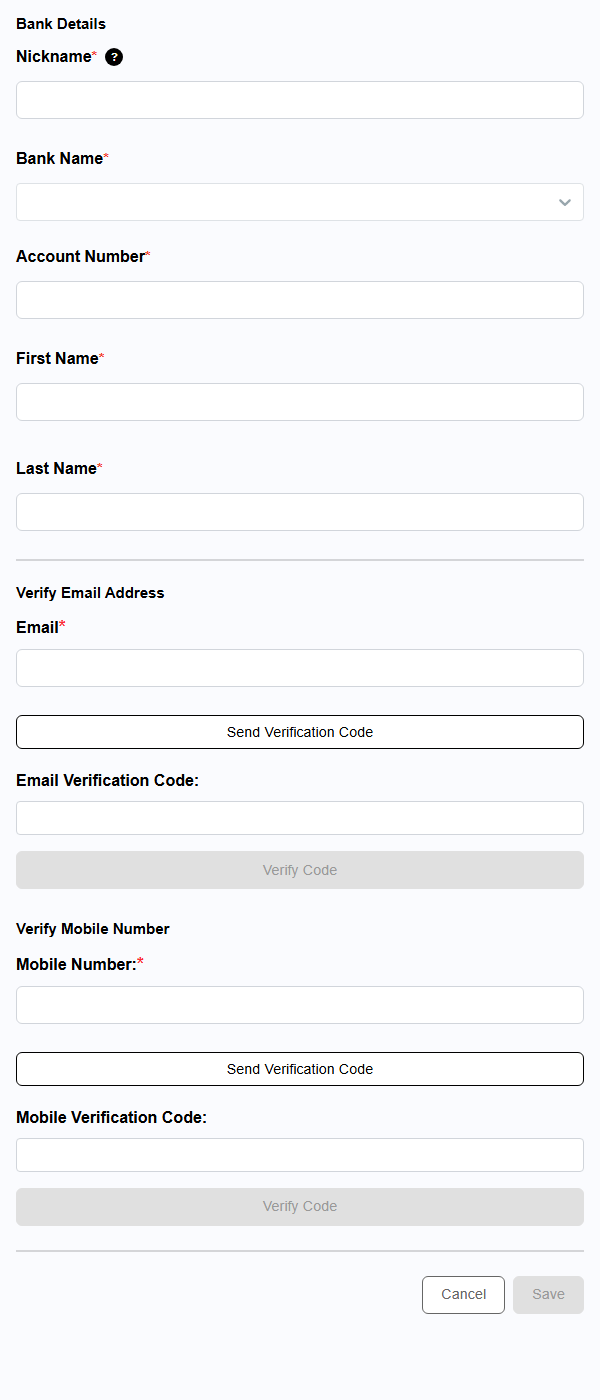 Bank Details
Nickname* ?
Bank Name*
Account Number*
First Name*
Last Name*
Verify Email Address
Email*
Send Verification Code
Email Verification Code:
Verify Code
Verify Mobile Number
Mobile Number:*
Send Verification Code
Mobile Verification Code:
Verify Code
Cancel Save